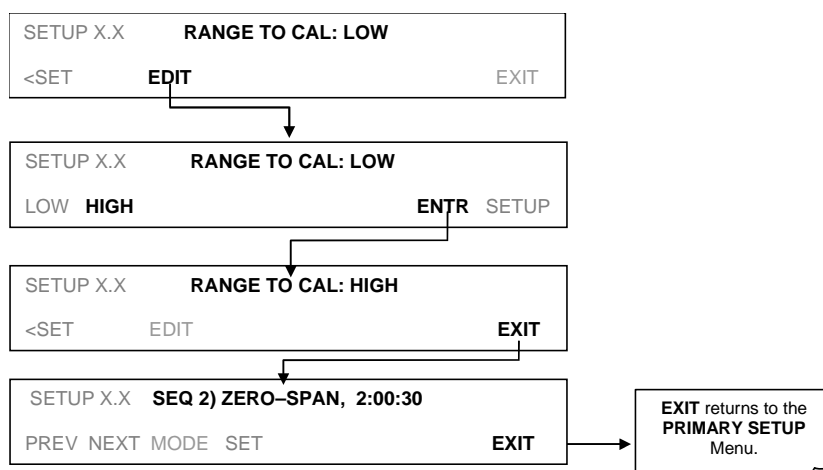 SETUP X.X RANGE TO CAL: LOW
<SET EDIT EXIT
SETUP X.X RANGE TO CAL: LOW
LOW HIGH ENTR SETUP
SETUP X.X RANGE TO CAL: HIGH
<SET EDIT EXIT
SETUP X.X SEQ 2) ZERO–SPAN, 2:00:30
PREV NEXT MODE SET EXIT
EXIT returns to the
PRIMARY SETUP
Menu.